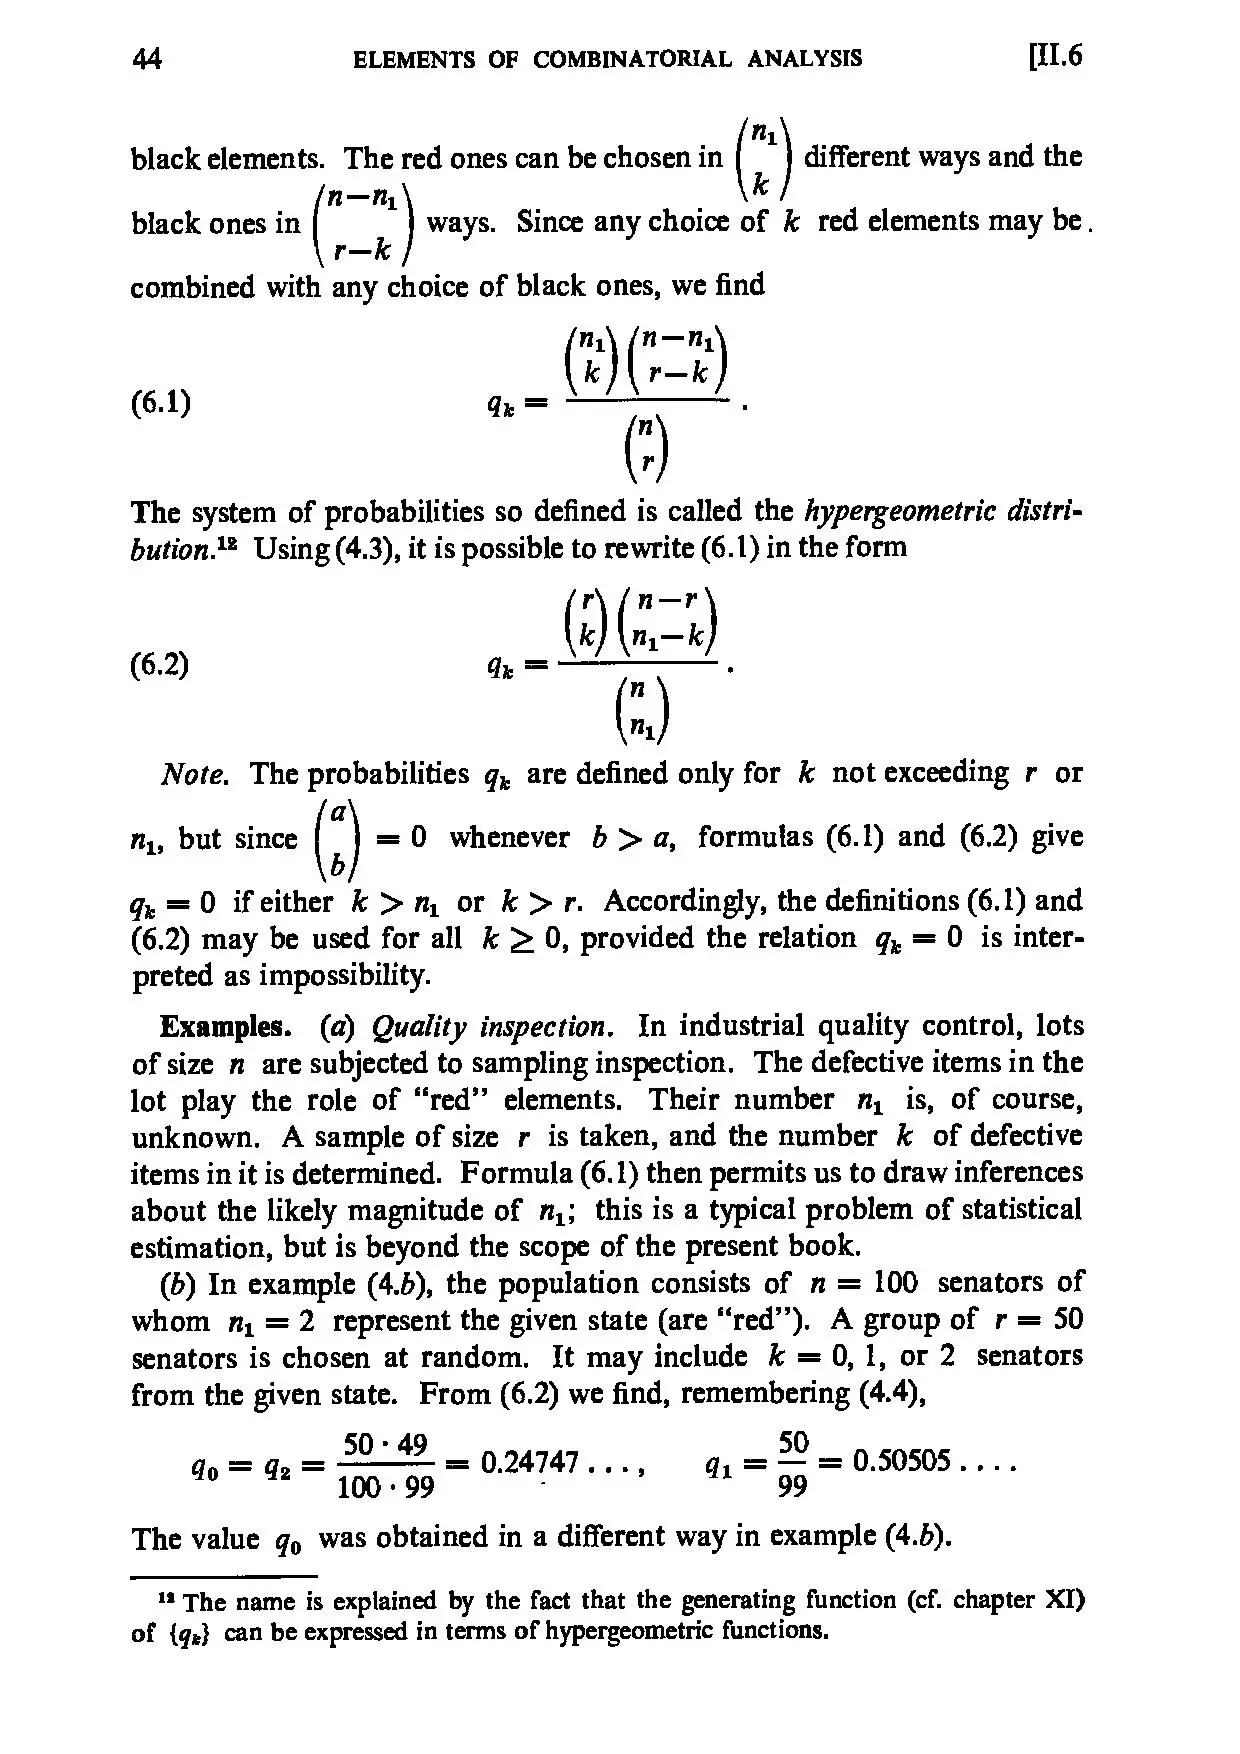 44 ELEMENTS OF COMBINATORIAL ANALYSIS [II.6
black elements. The red ones can be chosen in \binom{n_1}{k} different ways and the
black ones in \binom{n-n_1}{r-k} ways. Since any choice of k red elements may be.
combined with any choice of black ones, we find
(6.1) q_k = \frac{\binom{n_1}{k}\binom{n-n_1}{r-k}}{\binom{n}{r}}.
The system of probabilities so defined is called the hypergeometric distri-
bution.¹² Using (4.3), it is possible to rewrite (6.1) in the form
(6.2) q_k = \frac{\binom{r}{k}\binom{n-r}{n_1-k}}{\binom{n}{n_1}}.
Note. The probabilities q_k are defined only for k not exceeding r or
n_1, but since \binom{a}{b} = 0 whenever b > a, formulas (6.1) and (6.2) give
q_k = 0 if either k > n_1 or k > r. Accordingly, the definitions (6.1) and
(6.2) may be used for all k ≥ 0, provided the relation q_k = 0 is inter-
preted as impossibility.
Examples. (a) Quality inspection. In industrial quality control, lots
of size n are subjected to sampling inspection. The defective items in the
lot play the role of “red” elements. Their number n_1 is, of course,
unknown. A sample of size r is taken, and the number k of defective
items in it is determined. Formula (6.1) then permits us to draw inferences
about the likely magnitude of n_1; this is a typical problem of statistical
estimation, but is beyond the scope of the present book.
(b) In example (4.b), the population consists of n = 100 senators of
whom n_1 = 2 represent the given state (are “red”). A group of r = 50
senators is chosen at random. It may include k = 0, 1, or 2 senators
from the given state. From (6.2) we find, remembering (4.4),
q_0 = q_2 = \frac{50 · 49}{100 · 99} = 0.24747 . . . , q_1 = \frac{50}{99} = 0.50505 . . . .
The value q_0 was obtained in a different way in example (4.b).
¹² The name is explained by the fact that the generating function (cf. chapter XI)
of {q_k} can be expressed in terms of hypergeometric functions.